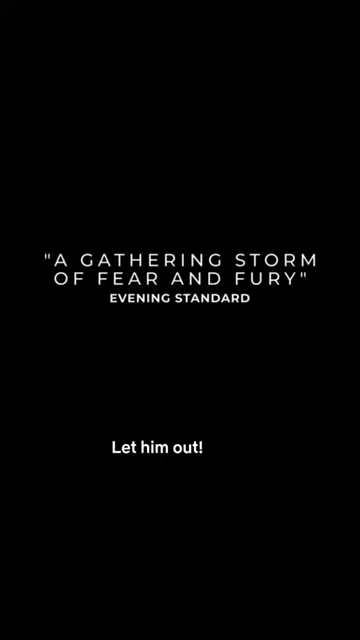 "A GATHERING STORM
OF FEAR AND FURY"
EVENING STANDARD
Let him out!